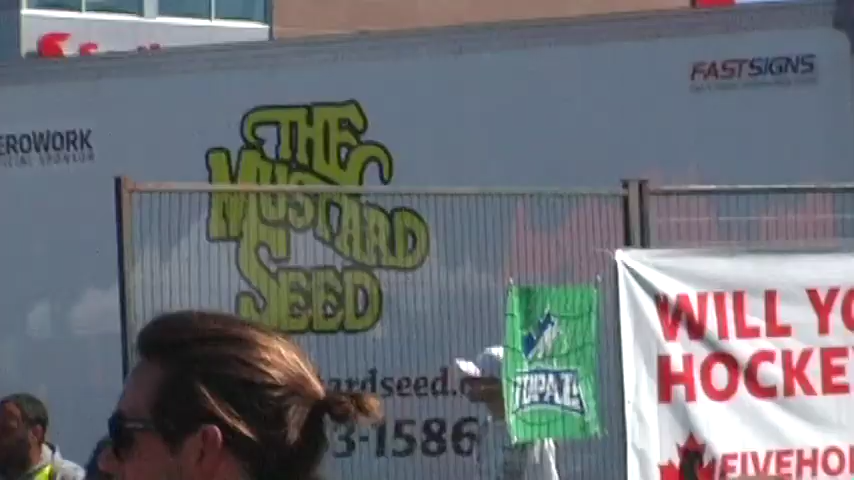 FASTSIGNS
EROWORK
THE
MUSTARD
SEED
ardseed.
3-1586
TOPAZ
WILL YO
HOCKE
FIVEHO